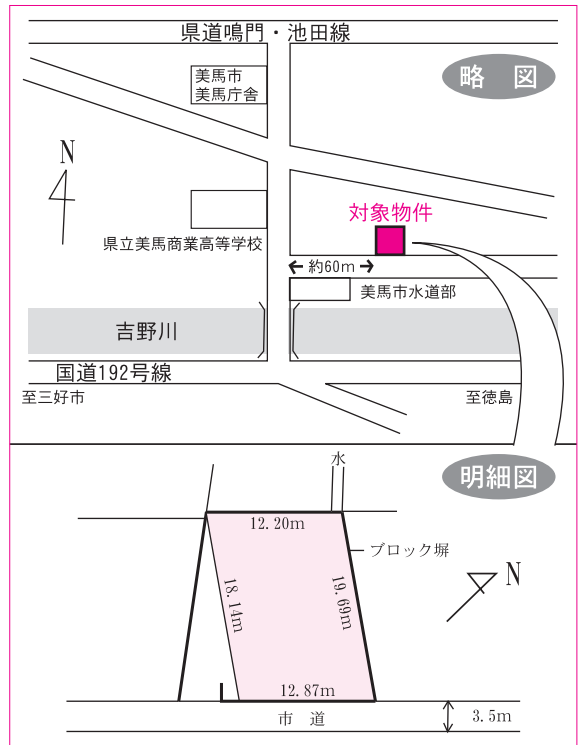 県道鳴門・池田線
略 図
美馬市
美馬庁舎
N
対象物件
県立美馬商業高等学校
約60m
美馬市水道部
吉野川
国道192号線
至三好市
至徳島
明細図
水
12.20m
ブロック塀
18.14m
19.69m
N
12.87m
市 道
3.5m